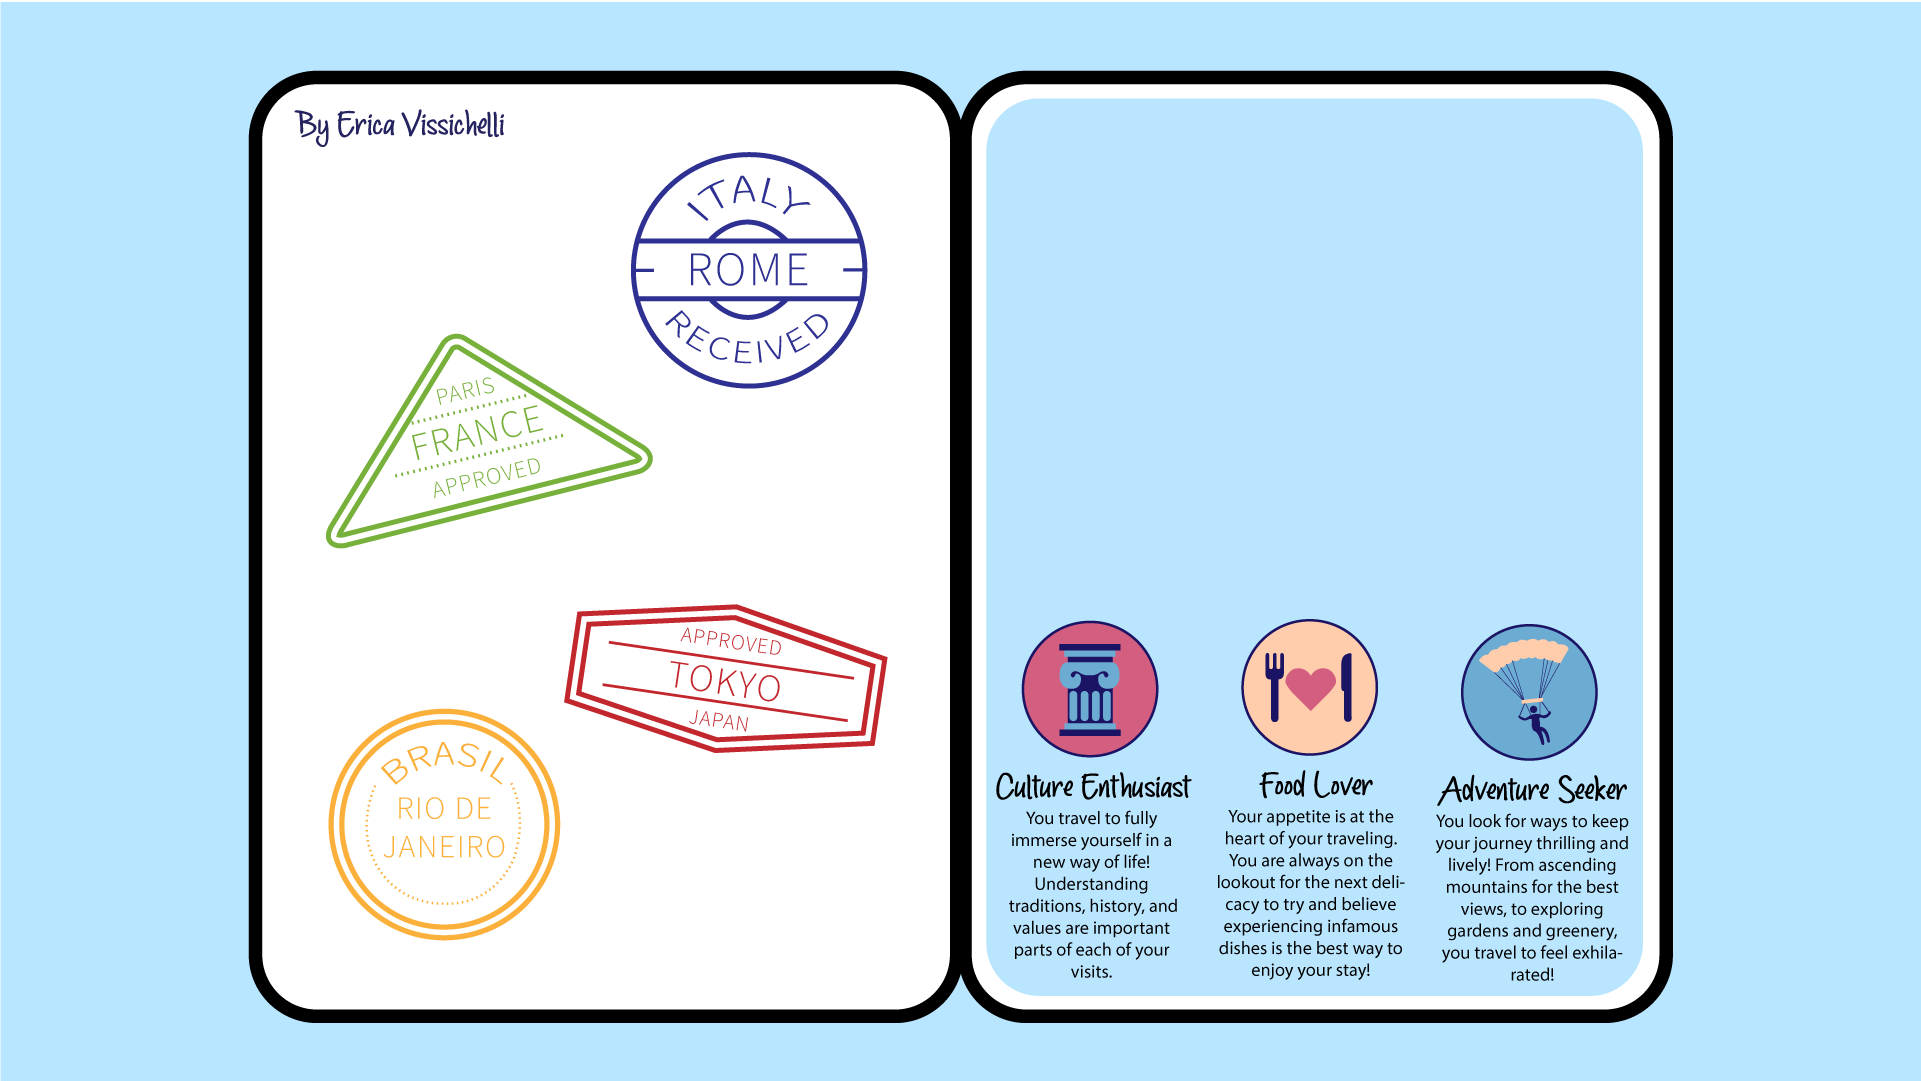 By Erica Vissichelli
ITALY
ROME
RECEIVED
PARIS
FRANCE
APPROVED
APPROVED
TOKYO
JAPAN
BRASIL
RIO DE
JANEIRO
Culture Enthusiast
You travel to fully
immerse yourself in a
new way of life!
Understanding
traditions, history, and
values are important
parts of each of your
visits.
Food Lover
Your appetite is at the
heart of your traveling.
You are always on the
lookout for the next deli-
cacy to try and believe
experiencing infamous
dishes is the best way to
enjoy your stay!
Adventure Seeker
You look for ways to keep
your journey thrilling and
lively! From ascending
mountains for the best
views, to exploring
gardens and greenery,
you travel to feel exhila-
rated!